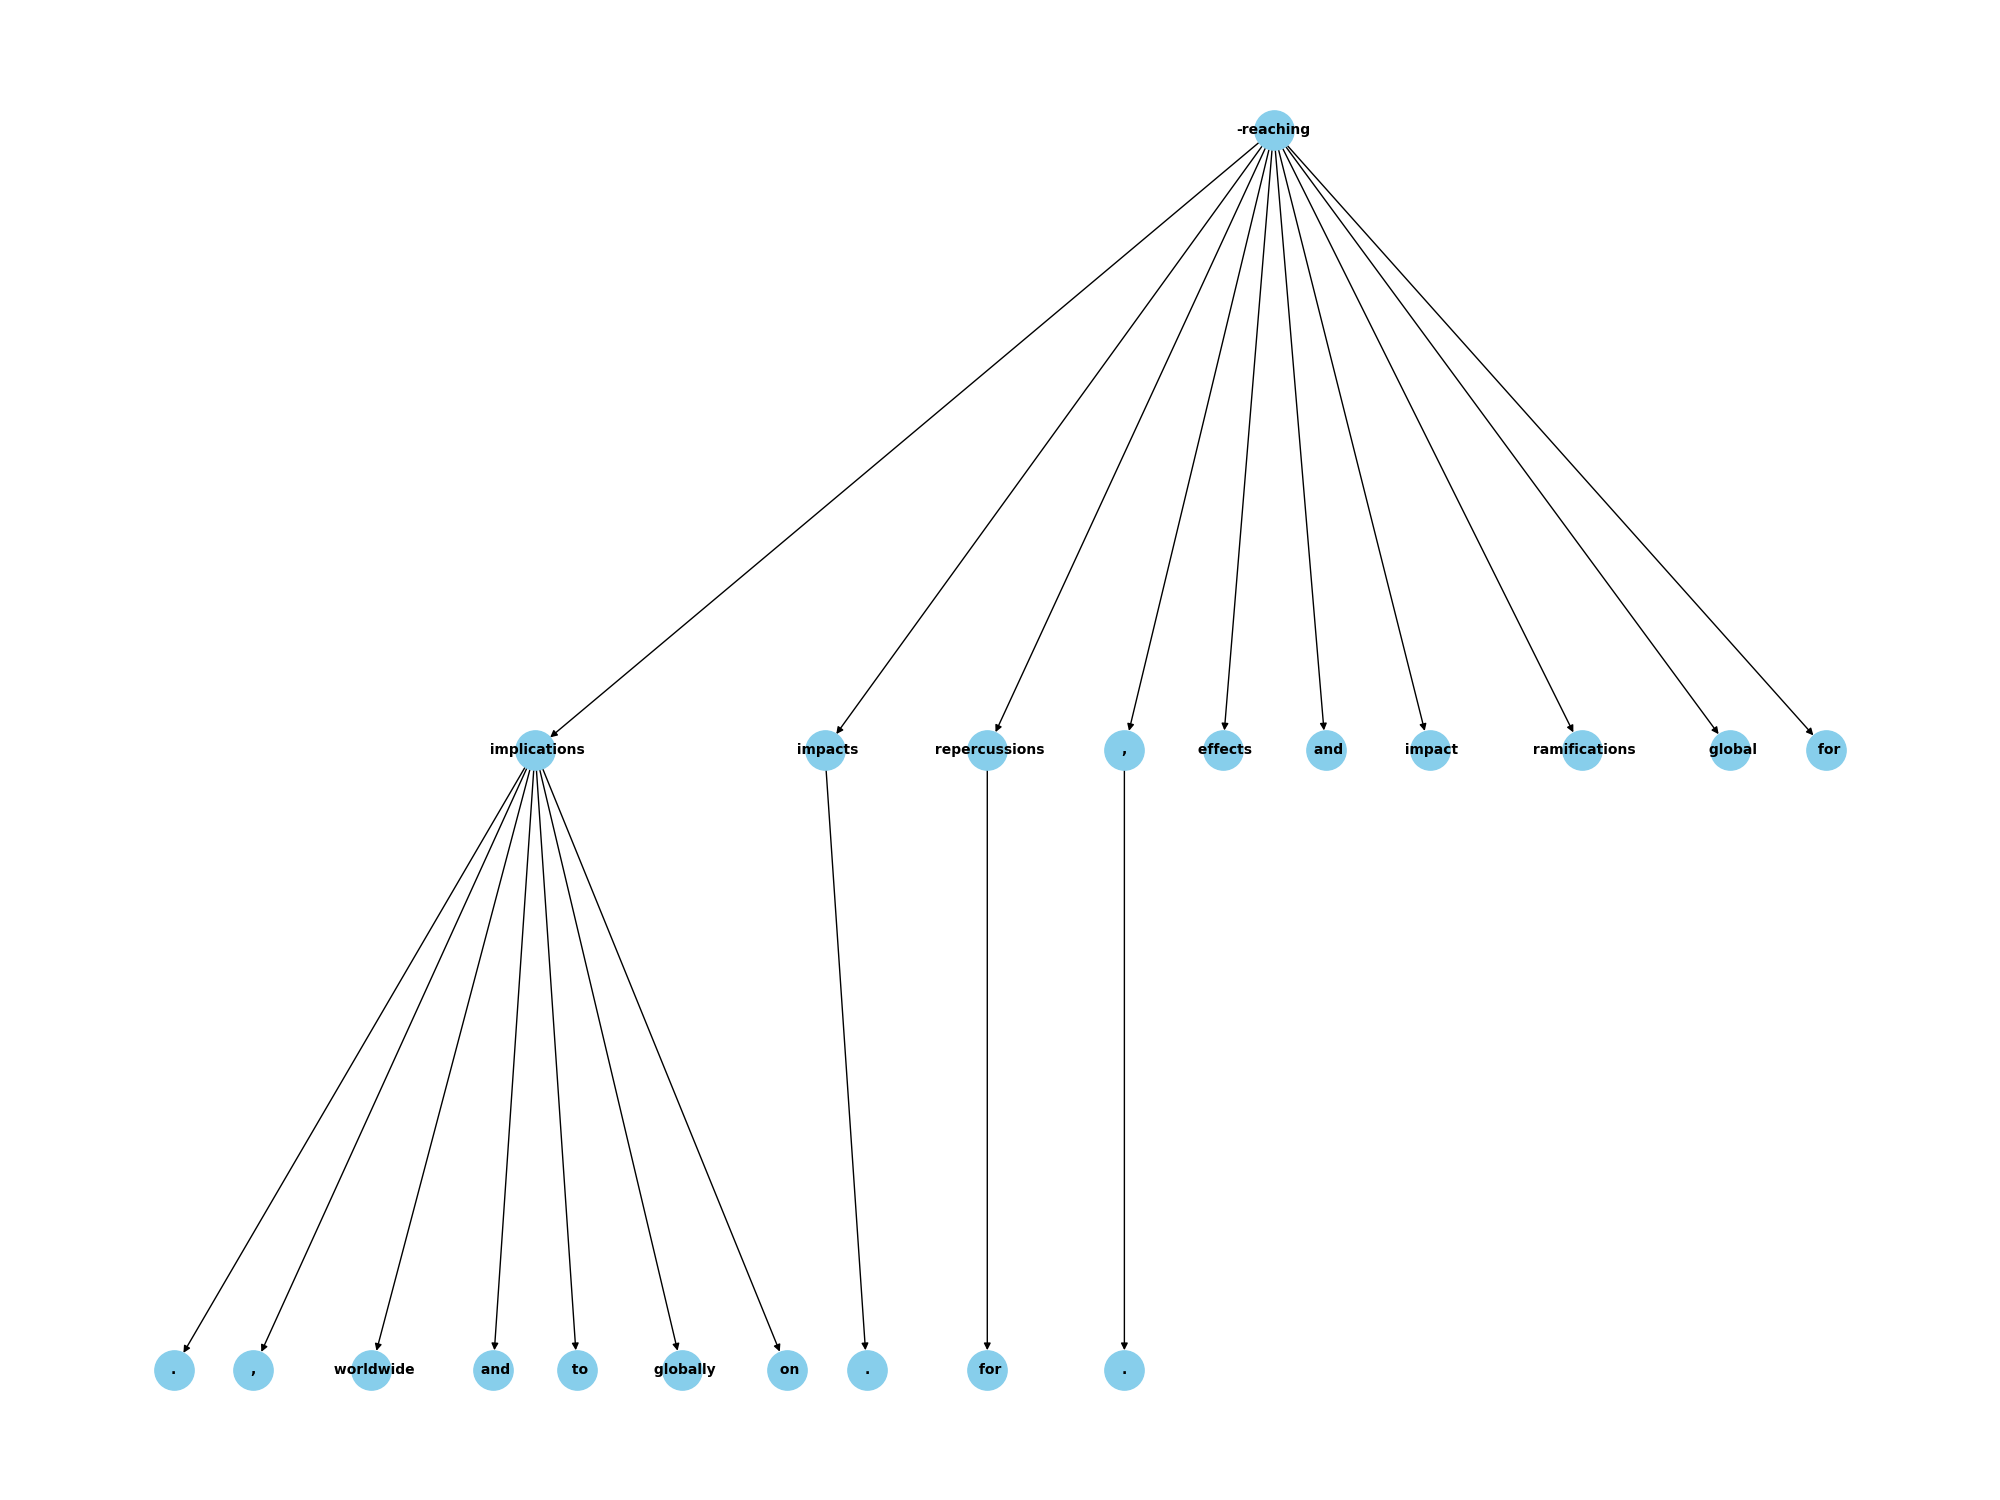 -reaching
implications impacts repercussions , effects and impact ramifications global for
. , worldwide and to globally on . for .